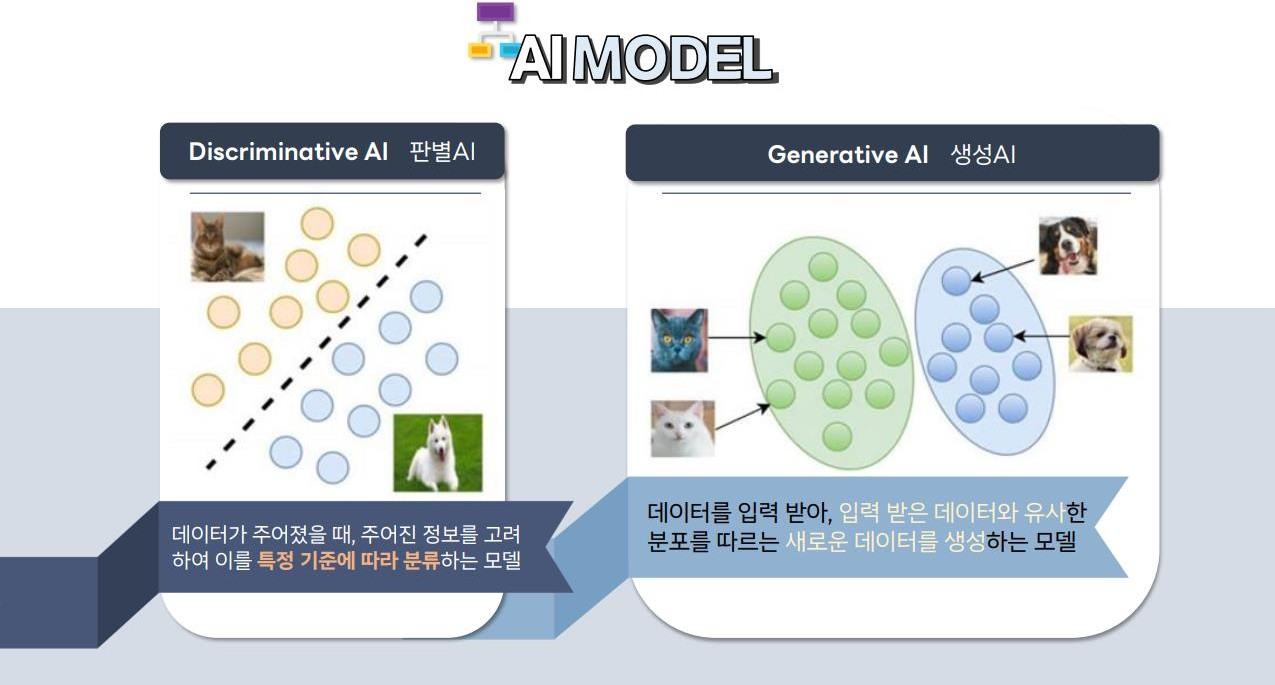 AI MODEL
Discriminative AI 판별AI
데이터가 주어졌을 때, 주어진 정보를 고려
하여 이를 특정 기준에 따라 분류하는 모델
Generative AI 생성AI
데이터를 입력 받아, 입력 받은 데이터와 유사한
분포를 따르는 새로운 데이터를 생성하는 모델